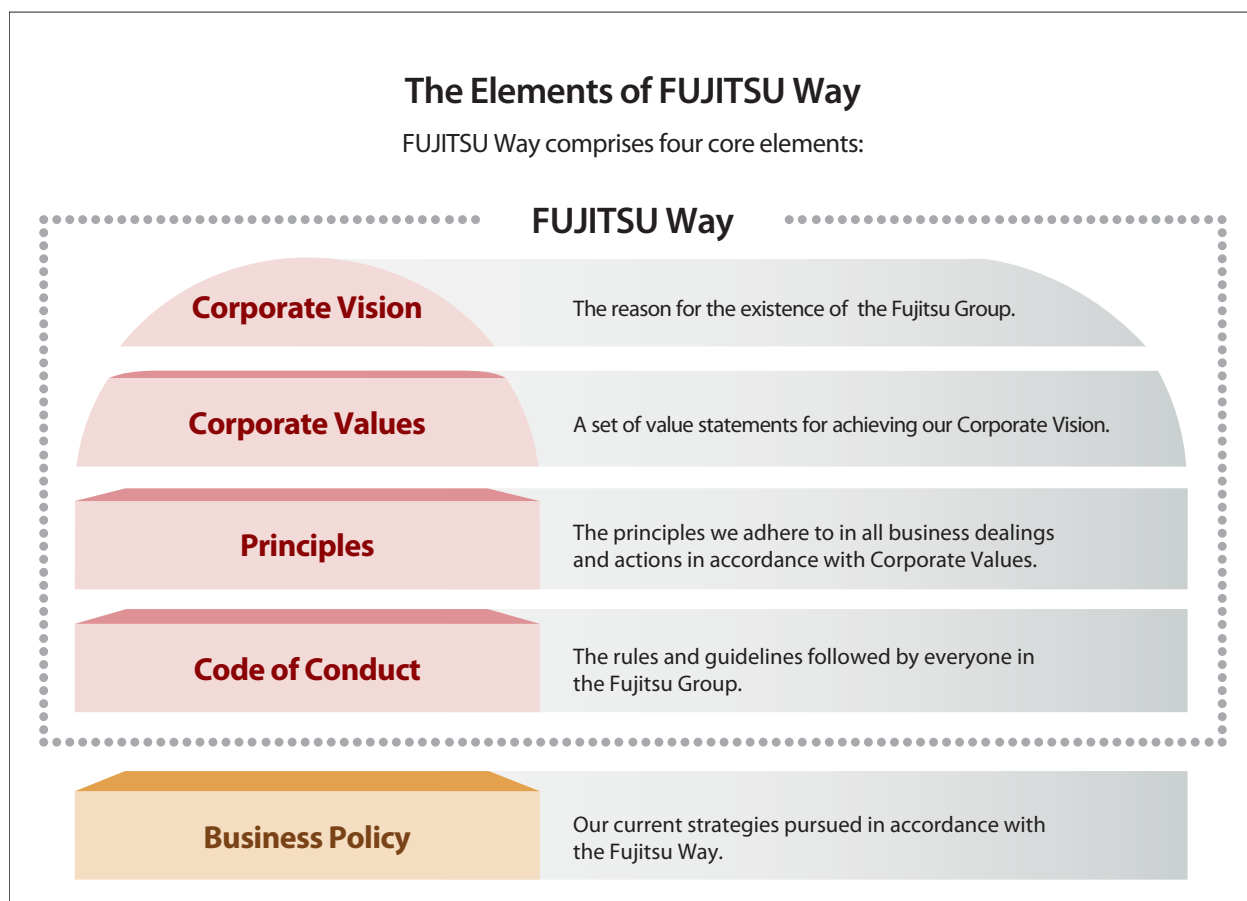 The Elements of FUJITSU Way
FUJITSU Way comprises four core elements:
FUJITSU Way
Corporate Vision
The reason for the existence of the Fujitsu Group.
Corporate Values
A set of value statements for achieving our Corporate Vision.
Principles
The principles we adhere to in all business dealings
and actions in accordance with Corporate Values.
Code of Conduct
The rules and guidelines followed by everyone in
the Fujitsu Group.
Business Policy
Our current strategies pursued in accordance with
the Fujitsu Way.